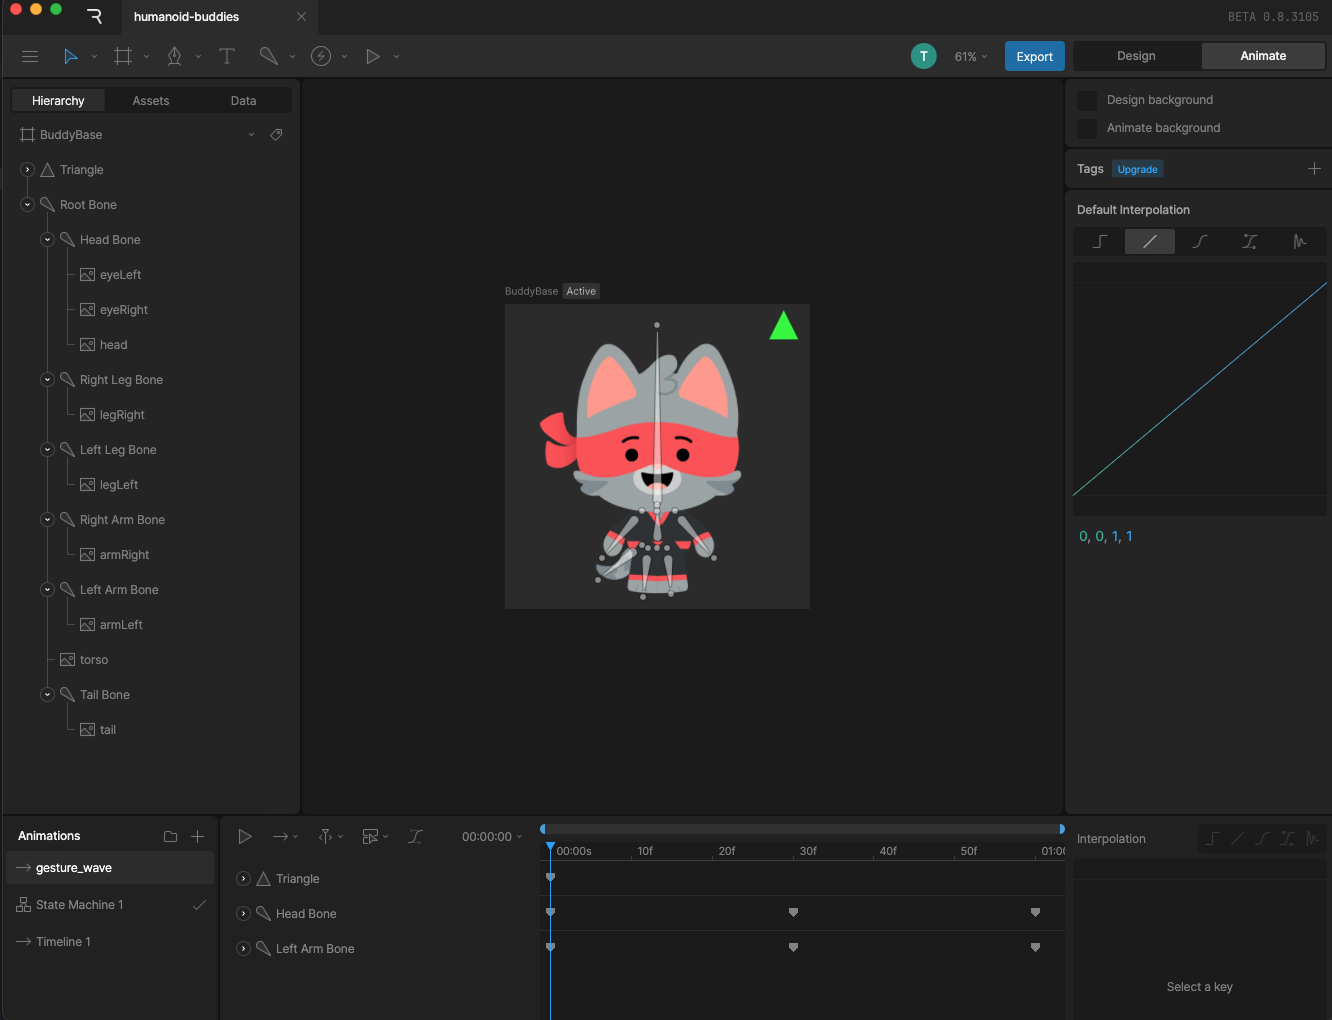 humanoid-buddies
BETA 0.8.3105
T
61%
Export
Design
Animate
Hierarchy
Assets
Data
BuddyBase
Triangle
Root Bone
Head Bone
eyeLeft
eyeRight
head
Right Leg Bone
legRight
Left Leg Bone
legLeft
Right Arm Bone
armRight
Left Arm Bone
armLeft
torso
Tail Bone
tail
BuddyBase
Active
Design background
Animate background
Tags
Upgrade
Default Interpolation
0, 0, 1, 1
Animations
gesture_wave
State Machine 1
Timeline 1
00:00:00
00:00s
10f
20f
30f
40f
50f
01:0
Triangle
Head Bone
Left Arm Bone
Interpolation
Select a key